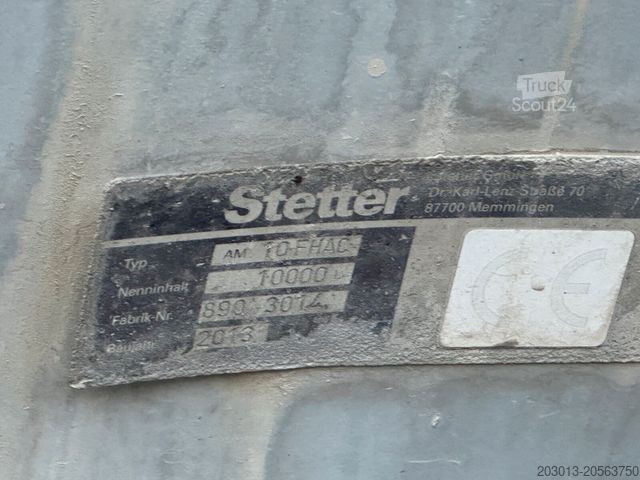 Truck
Scout24
Stetter
Dr.-Karl-Lenz-Straße 70
87700 Memmingen
Typ AM 10-FHAC
Nenninhalt 10000
Fabrik-Nr. 890 3014
Baujahr 2013
CE
203013-20563750